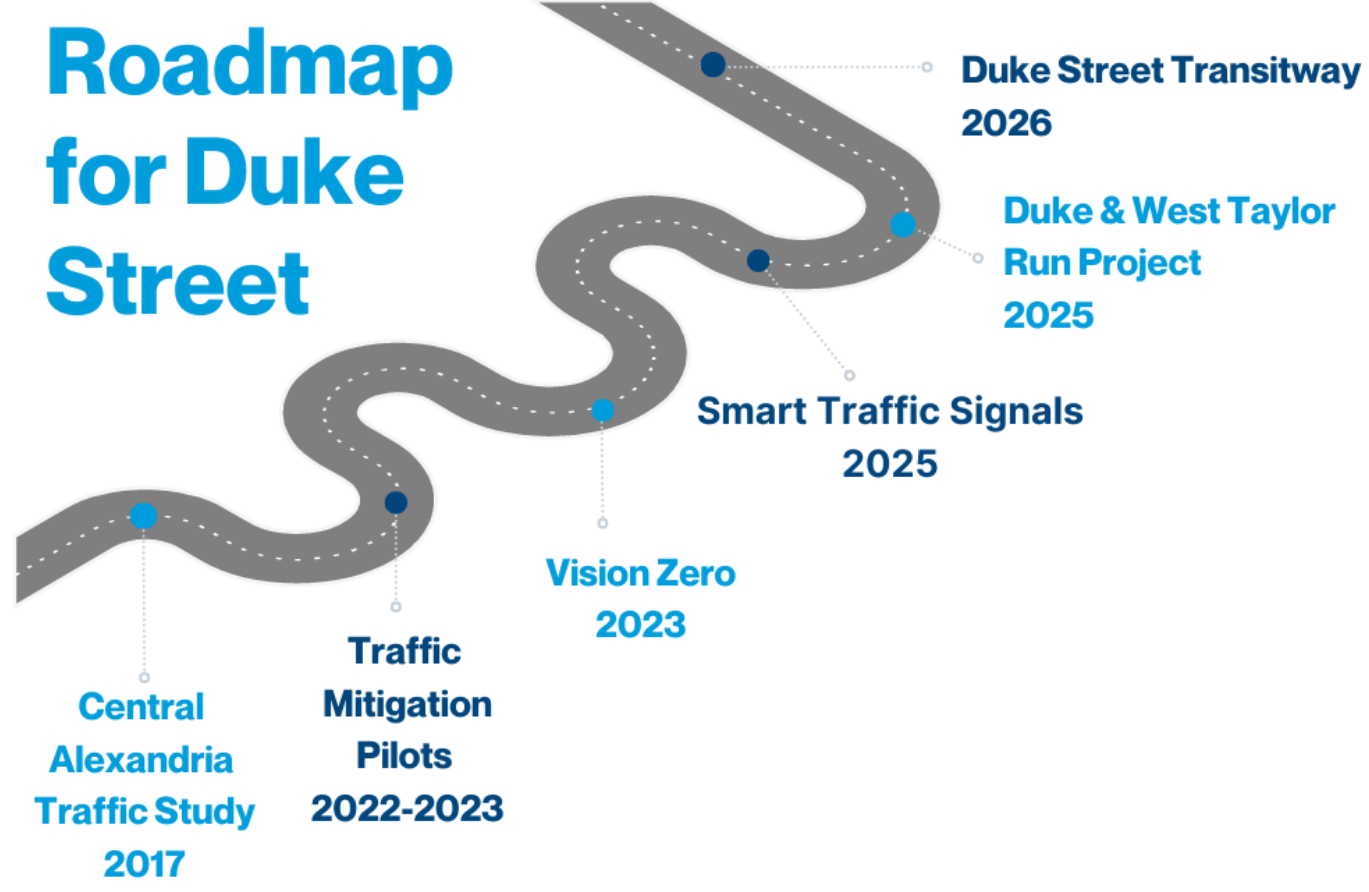 Roadmap
for Duke
Street
Duke Street Transitway
2026
Duke & West Taylor
Run Project
2025
Smart Traffic Signals
2025
Vision Zero
2023
Traffic
Mitigation
Pilots
2022-2023
Central
Alexandria
Traffic Study
2017